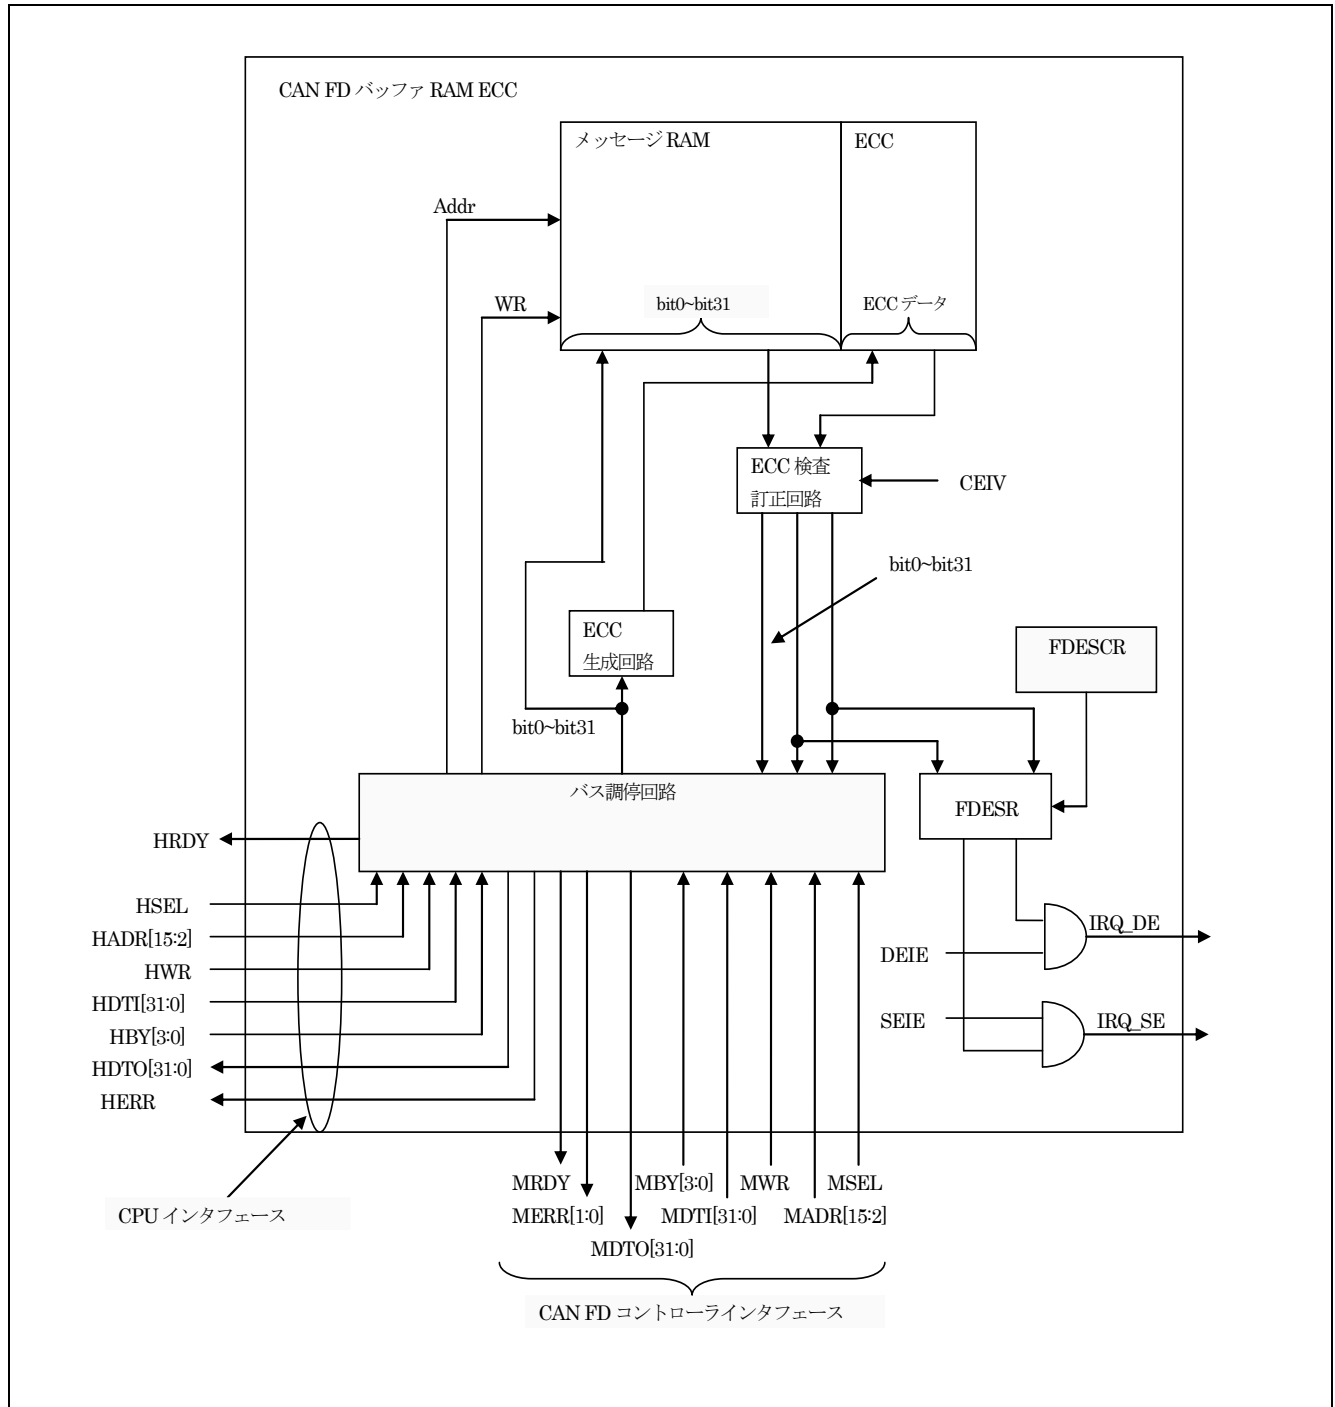 CAN FD バッファ RAM ECC
メッセージ RAM
ECC
Addr
WR
bit0~bit31
ECC データ
ECC 検査
訂正回路
CEIV
bit0~bit31
ECC
生成回路
FDESCR
bit0~bit31
バス調停回路
FDESR
HRDY
HSEL
HADR[15:2]
HWR
HDTI[31:0]
HBY[3:0]
HDTO[31:0]
HERR
DEIE
IRQ_DE
SEIE
IRQ_SE
MRDY
MBY[3:0]
MWR
MSEL
MERR[1:0]
MDTI[31:0]
MADR[15:2]
MDTO[31:0]
CPU インタフェース
CAN FD コントローラインタフェース